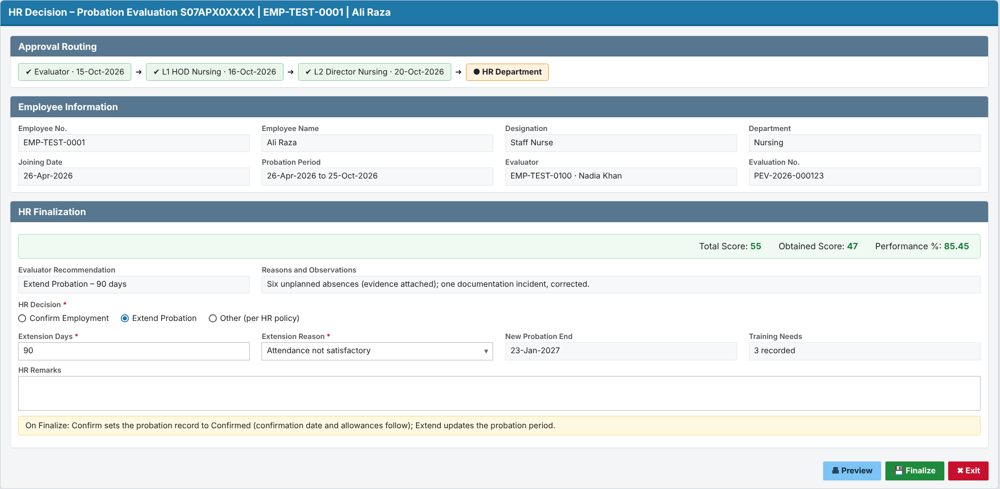 HR Decision – Probation Evaluation S07APX0XXXX | EMP-TEST-0001 | Ali Raza
Approval Routing
✔ Evaluator · 15-Oct-2026 ➔ ✔ L1 HOD Nursing · 16-Oct-2026 ➔ ✔ L2 Director Nursing · 20-Oct-2026 ➔ ● HR Department
Employee Information
Employee No. Employee Name Designation Department
EMP-TEST-0001 Ali Raza Staff Nurse Nursing
Joining Date Probation Period Evaluator Evaluation No.
26-Apr-2026 26-Apr-2026 to 25-Oct-2026 EMP-TEST-0100 · Nadia Khan PEV-2026-000123
HR Finalization
Total Score: 55 Obtained Score: 47 Performance %: 85.45
Evaluator Recommendation Reasons and Observations
Extend Probation – 90 days Six unplanned absences (evidence attached); one documentation incident, corrected.
HR Decision *
Confirm Employment Extend Probation Other (per HR policy)
Extension Days * Extension Reason * New Probation End Training Needs
90 Attendance not satisfactory ▾ 23-Jan-2027 3 recorded
HR Remarks
On Finalize: Confirm sets the probation record to Confirmed (confirmation date and allowances follow); Extend updates the probation period.
🖶 Preview 💾 Finalize ✖ Exit